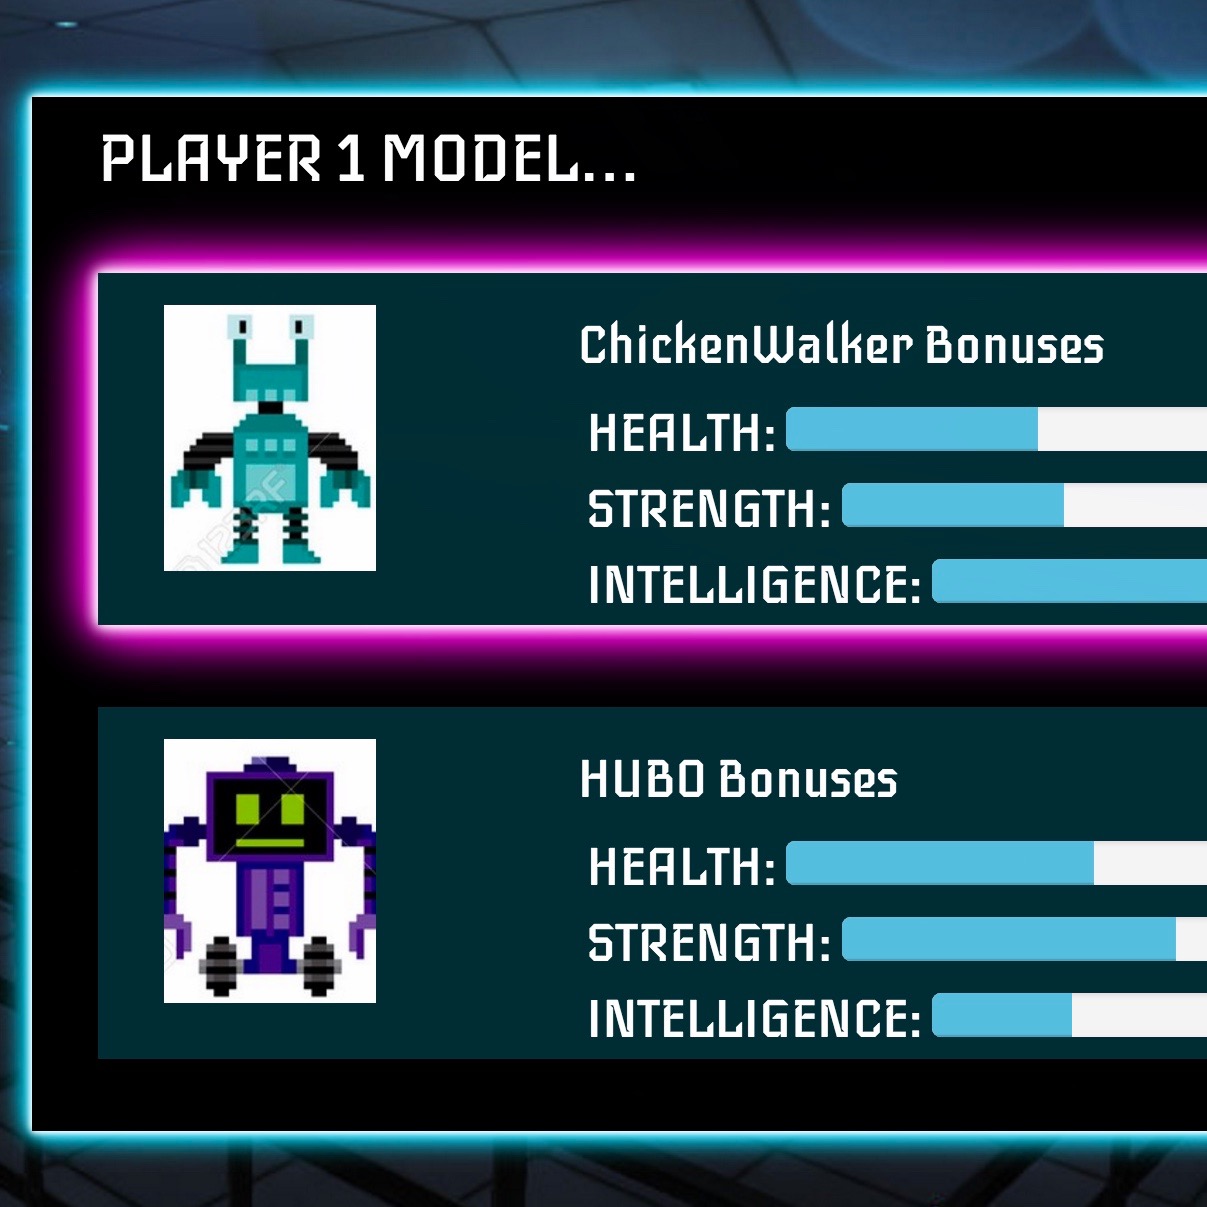 PLAYER 1 MODEL...
ChickenWalker Bonuses
HEALTH:
STRENGTH:
INTELLIGENCE:
HUBO Bonuses
HEALTH:
STRENGTH:
INTELLIGENCE: